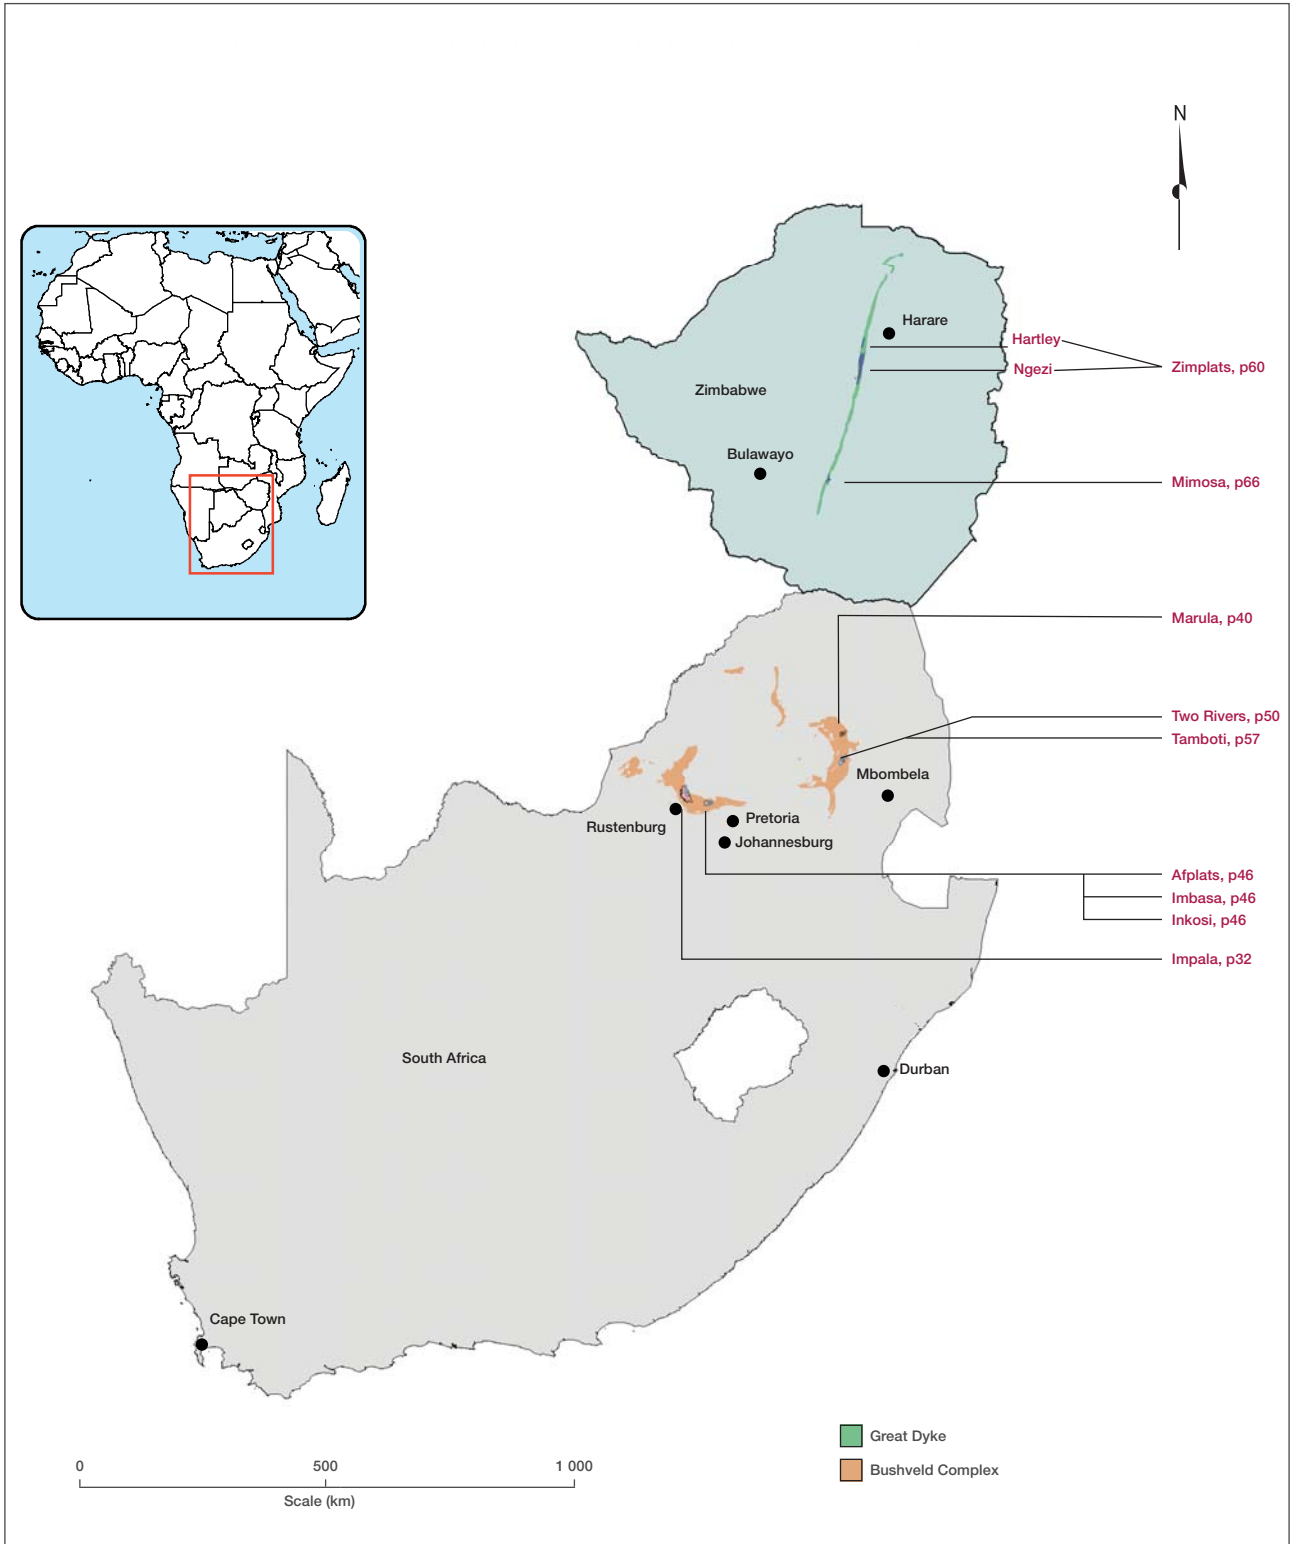 N
Harare
Hartley
Ngezi
Zimplats, p60
Zimbabwe
Bulawayo
Mimosa, p66
Marula, p40
Two Rivers, p50
Tamboti, p57
Mbombela
Pretoria
Rustenburg
Johannesburg
Afplats, p46
Imbasa, p46
Inkosi, p46
Impala, p32
South Africa
Durban
Cape Town
Great Dyke
Bushveld Complex
0 500 1 000
Scale (km)